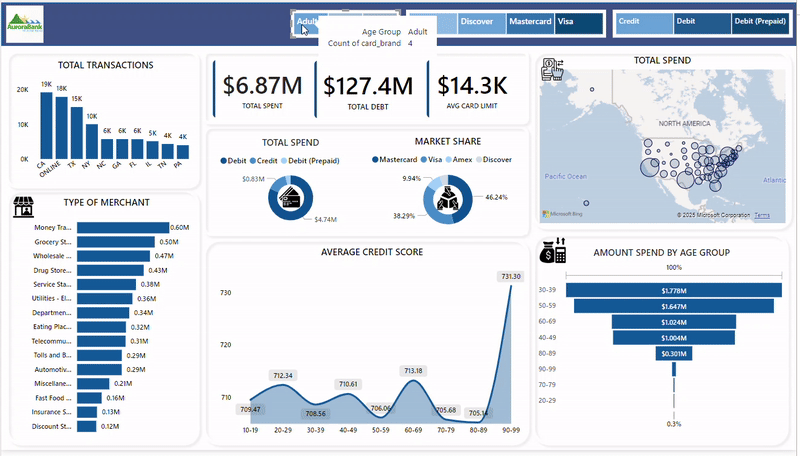 AuroraBank
Adult
Discover
Mastercard
Visa
Credit
Debit
Debit (Prepaid)
Age Group Adult
Count of card_brand 4
TOTAL TRANSACTIONS
20K
10K
0K
19K
18K
15K
10K
6K
6K
6K
5K
4K
4K
CA
ONLINE
TX
NY
NC
GA
FL
IL
TN
PA
$6.87M
TOTAL SPENT
$127.4M
TOTAL DEBT
$14.3K
AVG CARD LIMIT
TOTAL SPEND
Debit Credit Debit (Prepaid)
$0.83M
$4.74M
MARKET SHARE
Mastercard Visa Amex Discover
9.94%
46.24%
38.29%
TOTAL SPEND
NORTH AMERICA
Pacific Ocean
Atlantic
Microsoft Bing
© 2025 Microsoft Corporation Terms
TYPE OF MERCHANT
Money Tra... 0.60M
Grocery St... 0.50M
Wholesale ... 0.47M
Drug Store... 0.43M
Service Sta... 0.38M
Utilities - El... 0.36M
Departmen... 0.34M
Eating Plac... 0.32M
Telecommu... 0.31M
Tolls and B... 0.29M
Automotiv... 0.29M
Miscellane... 0.21M
Fast Food ... 0.16M
Insurance S... 0.13M
Discount St... 0.12M
AVERAGE CREDIT SCORE
730
720
710
709.47
712.34
708.56
710.61
706.06
713.18
705.68
705.14
731.30
10-19
20-29
30-39
40-49
50-59
60-69
70-79
80-89
90-99
AMOUNT SPEND BY AGE GROUP
100%
30-39 $1.778M
50-59 $1.647M
60-69 $1.024M
40-49 $1.004M
80-89 $0.301M
90-99
70-79
20-29
0.3%